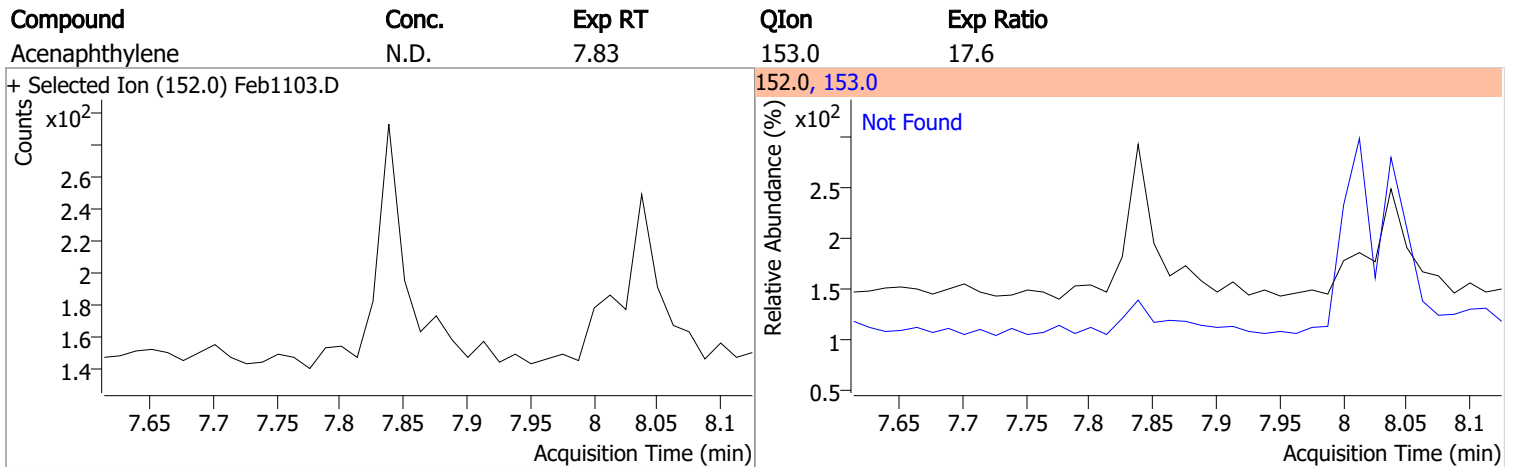 Compound Conc. Exp RT QIon Exp Ratio
Acenaphthylene N.D. 7.83 153.0 17.6
+ Selected Ion (152.0) Feb1103.D
Counts
x10²
2.6
2.4
2.2
2
1.8
1.6
1.4
7.65 7.7 7.75 7.8 7.85 7.9 7.95 8 8.05 8.1
Acquisition Time (min)
152.0, 153.0
Relative Abundance (%)
x10²
Not Found
2.5
2
1.5
1
0.5
7.65 7.7 7.75 7.8 7.85 7.9 7.95 8 8.05 8.1
Acquisition Time (min)